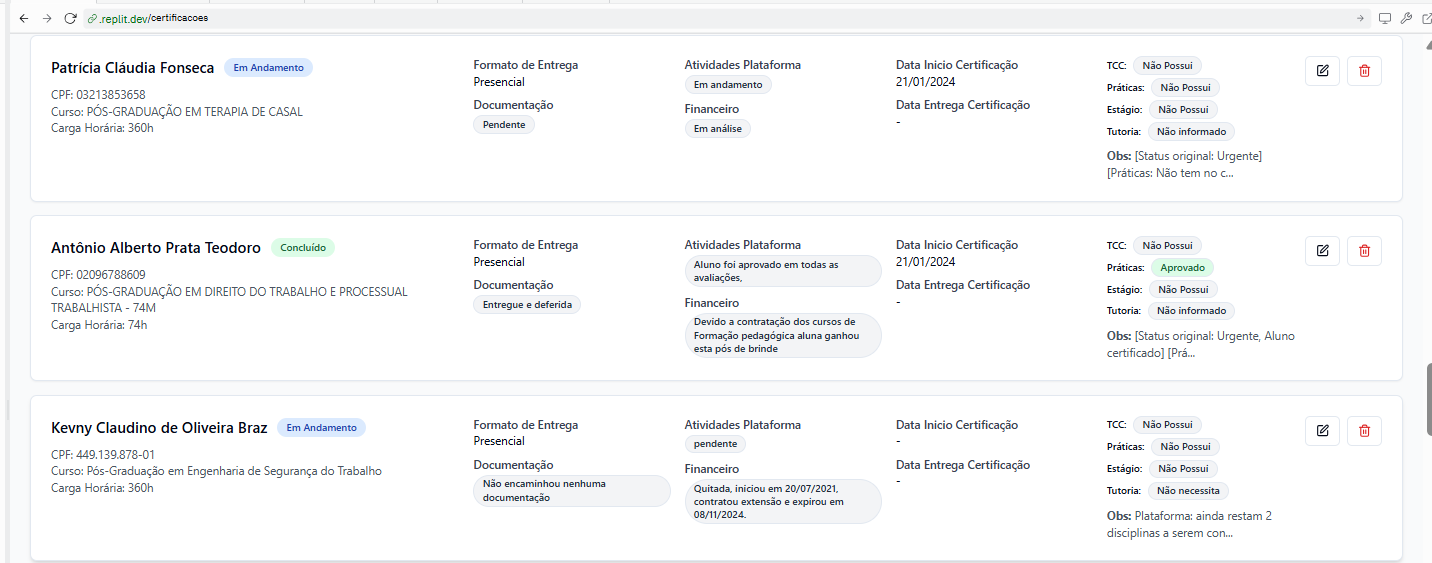 .replit.dev/certificacoes
Patrícia Cláudia Fonseca
Em Andamento
CPF: 03213853658
Curso: PÓS-GRADUAÇÃO EM TERAPIA DE CASAL
Carga Horária: 360h
Formato de Entrega
Presencial
Documentação
Pendente
Atividades Plataforma
Em andamento
Financeiro
Em análise
Data Inicio Certificação
21/01/2024
Data Entrega Certificação
-
TCC: Não Possui
Práticas: Não Possui
Estágio: Não Possui
Tutoria: Não informado
Obs: [Status original: Urgente]
[Práticas: Não tem no c...
Antônio Alberto Prata Teodoro
Concluído
CPF: 02096788609
Curso: PÓS-GRADUAÇÃO EM DIREITO DO TRABALHO E PROCESSUAL
TRABALHISTA - 74M
Carga Horária: 74h
Formato de Entrega
Presencial
Documentação
Entregue e deferida
Atividades Plataforma
Aluno foi aprovado em todas as
avaliações,
Financeiro
Devido a contratação dos cursos de
Formação pedagógica aluna ganhou
esta pós de brinde
Data Inicio Certificação
21/01/2024
Data Entrega Certificação
-
TCC: Não Possui
Práticas: Aprovado
Estágio: Não Possui
Tutoria: Não informado
Obs: [Status original: Urgente, Aluno
certificado] [Prá...
Kevny Claudino de Oliveira Braz
Em Andamento
CPF: 449.139.878-01
Curso: Pós-Graduação em Engenharia de Segurança do Trabalho
Carga Horária: 360h
Formato de Entrega
Presencial
Documentação
Não encaminhou nenhuma
documentação
Atividades Plataforma
pendente
Financeiro
Quitada, iniciou em 20/07/2021,
contratou extensão e expirou em
08/11/2024.
Data Inicio Certificação
-
Data Entrega Certificação
-
TCC: Não Possui
Práticas: Não Possui
Estágio: Não Possui
Tutoria: Não necessita
Obs: Plataforma: ainda restam 2
disciplinas a serem con...